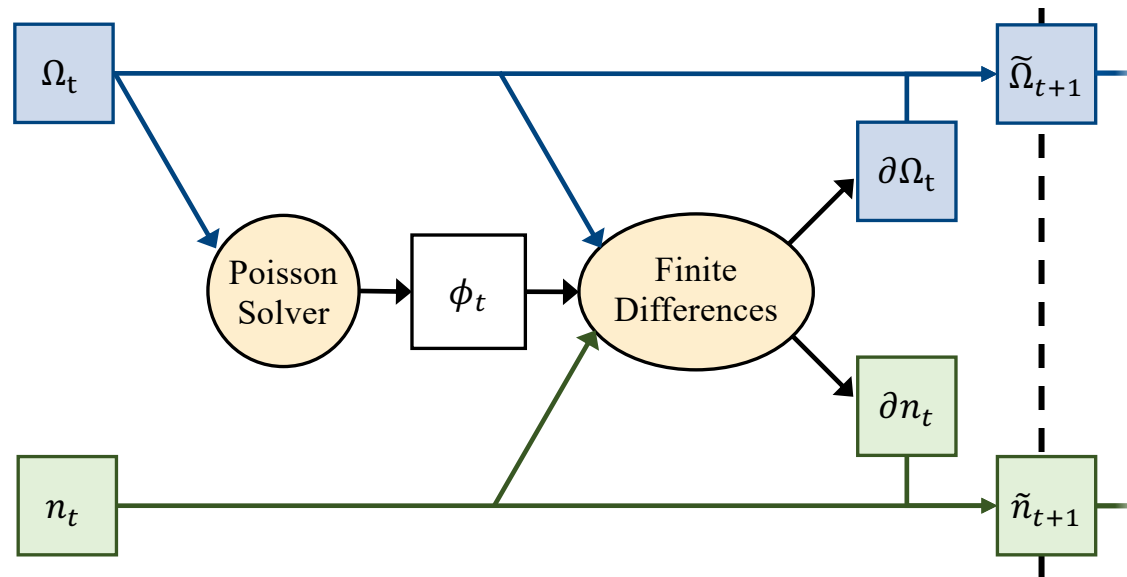 Ωₜ
Ω̃ₜ₊₁
∂Ωₜ
Poisson
Solver
ϕₜ
Finite
Differences
∂nₜ
nₜ
ñₜ₊₁